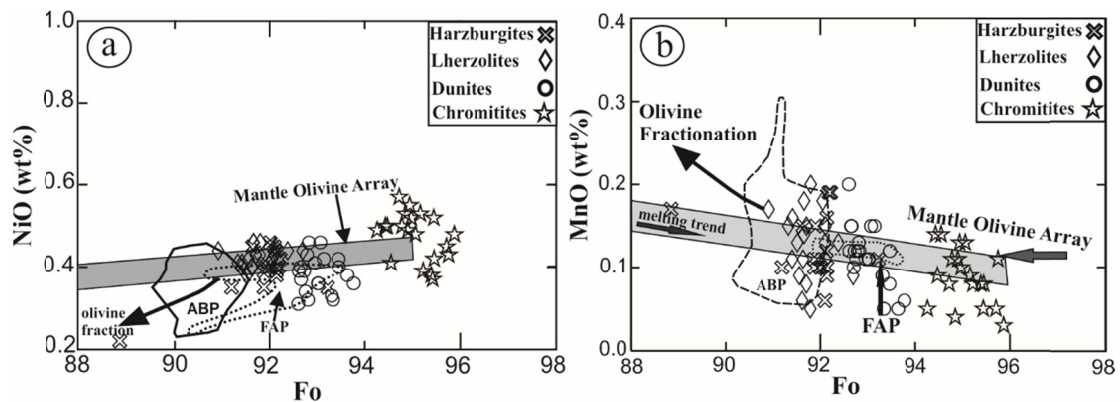 a
Harzburgites
Lherzolites
Dunites
Chromitites
1.0
0.8
0.6
0.4
0.2
NiO (wt%)
Mantle Olivine Array
olivine
fraction
ABP
FAP
88
90
92
94
96
98
Fo
b
Harzburgites
Lherzolites
Dunites
Chromitites
0.4
0.3
0.2
0.1
0.0
MnO (wt%)
Olivine
Fractionation
Mantle Olivine Array
melting trend
ABP
FAP
88
90
92
94
96
98
Fo